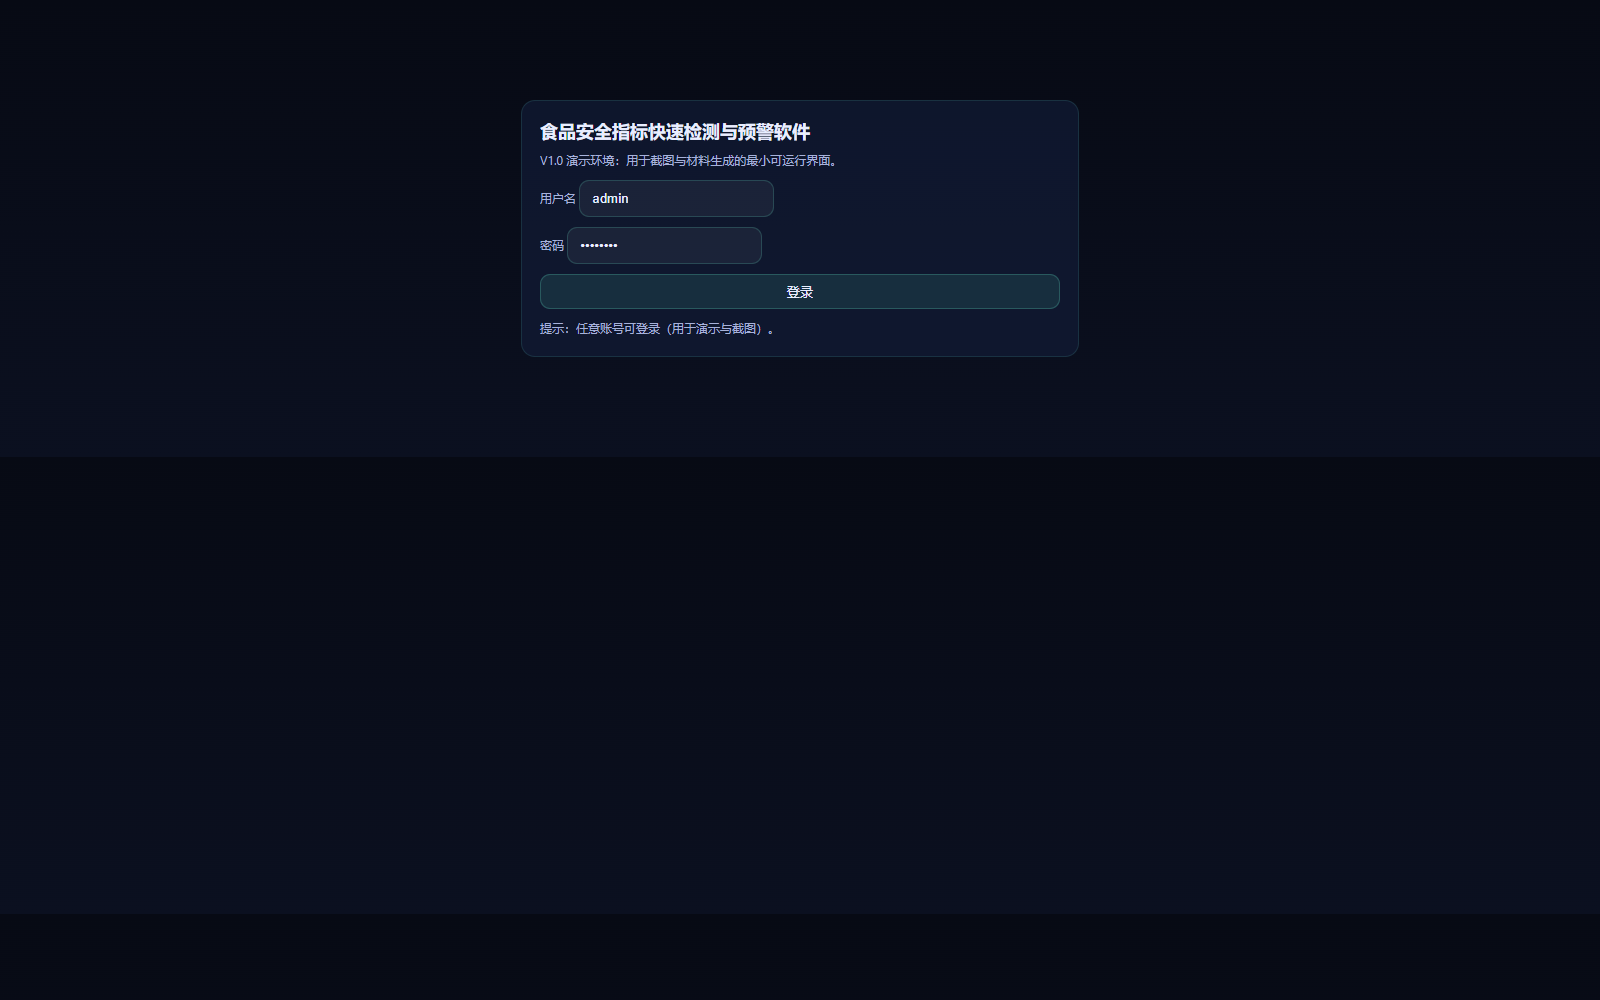 食品安全指标快速检测与预警软件
V1.0 演示环境：用于截图与材料生成的最小可运行界面。
用户名 admin
密码 ••••••••
登录
提示：任意账号可登录（用于演示与截图）。